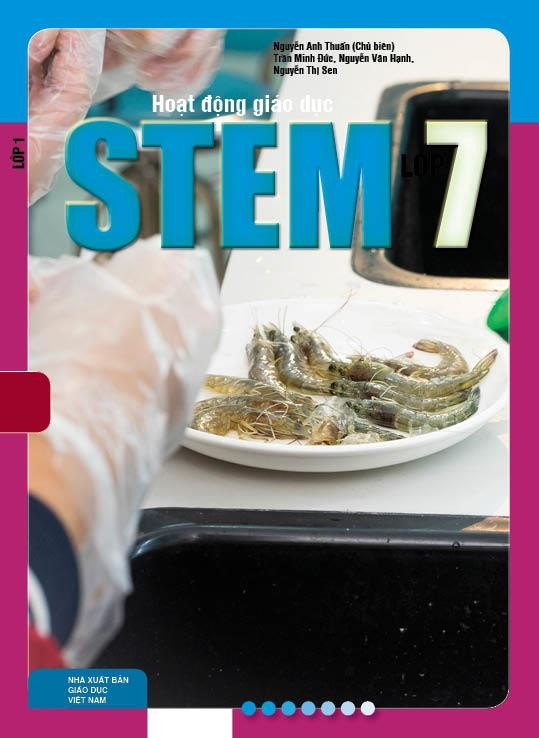 Nguyễn Anh Thuấn (Chủ biên)
Trần Minh Đức, Nguyễn Văn Hạnh,
Nguyễn Thị Sen
Hoạt động giáo dục
STEM LỚP 7
LỚP 1
NHÀ XUẤT BẢN
GIÁO DỤC
VIỆT NAM